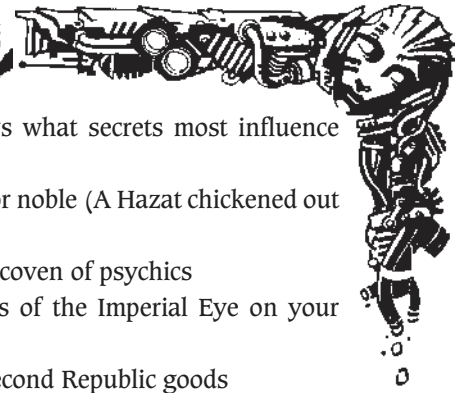 s what secrets most influence
or noble (A Hazat chickened out
coven of psychics
s of the Imperial Eye on your
econd Republic goods